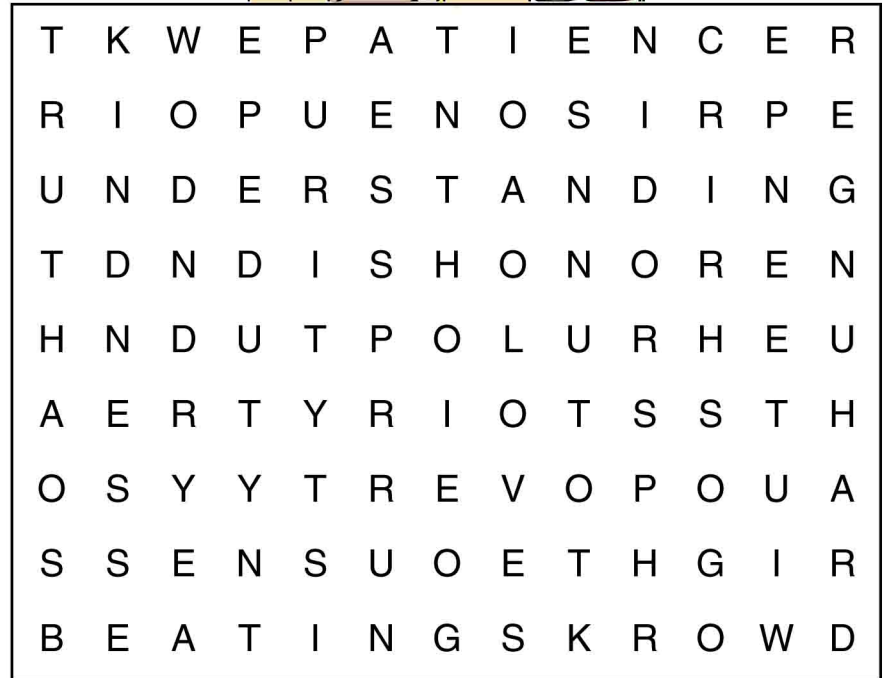 T K W E P A T I E N C E R
R I O P U E N O S I R P E
U N D E R S T A N D I N G
T D N D I S H O N O R E N
H N D U T P O L U R H E U
A E R T Y R I O T S S T H
O S Y Y T R E V O P O U A
S S E N S U O E T H G I R
B E A T I N G S K R O W D